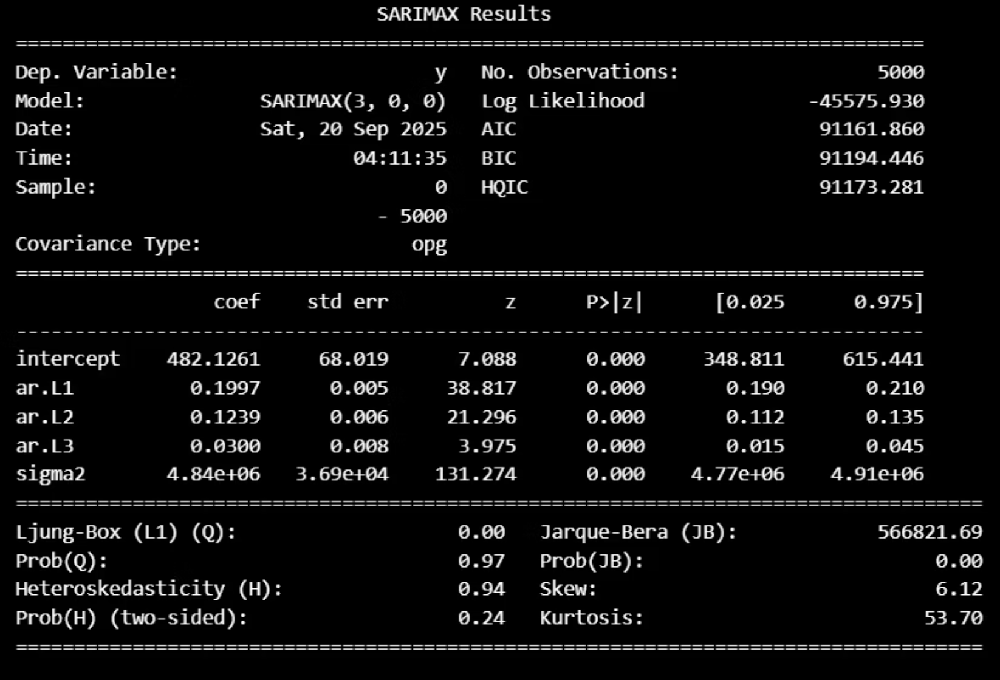 SARIMAX Results
==============================================================================
Dep. Variable:                      y   No. Observations:                 5000
Model:               SARIMAX(3, 0, 0)   Log Likelihood              -45575.930
Date:                Sat, 20 Sep 2025   AIC                          91161.860
Time:                        04:11:35   BIC                          91194.446
Sample:                             0   HQIC                         91173.281
- 5000
Covariance Type:                  opg
==============================================================================
coef    std err          z      P>|z|      [0.025      0.975]
------------------------------------------------------------------------------
intercept    482.1261     68.019      7.088      0.000     348.811     615.441
ar.L1          0.1997      0.005     38.817      0.000       0.190       0.210
ar.L2          0.1239      0.006     21.296      0.000       0.112       0.135
ar.L3          0.0300      0.008      3.975      0.000       0.015       0.045
sigma2       4.84e+06   3.69e+04    131.274      0.000    4.77e+06    4.91e+06
===================================================================================
Ljung-Box (L1) (Q):                   0.00   Jarque-Bera (JB):            566821.69
Prob(Q):                              0.97   Prob(JB):                         0.00
Heteroskedasticity (H):               0.94   Skew:                             6.12
Prob(H) (two-sided):                  0.24   Kurtosis:                        53.70
===================================================================================